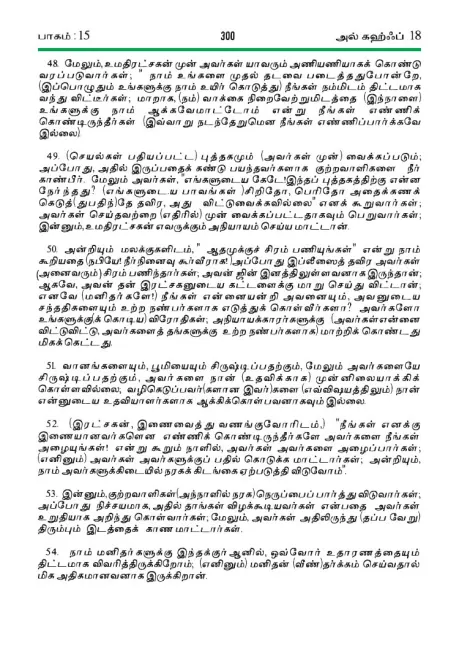 பாகம் : 15 300 அல் கஹ்ஃப் 18
48. மேலும், உமதிரட்சகன் முன் அவர்கள் யாவரும் அணியணியாகக் கொண்டு
வரப்படுவார்கள்; " நாம் உங்களை முதல் தடவை படைத்ததுபோன்றே,
(இப்பொழுதும் உங்களுக்கு நாம் உயிர் கொடுத்து) நீங்கள் நம்மிடம் திட்டமாக
வந்து விட்டீர்கள்; மாறாக, (நம்) வாக்கை நிறைவேற்றுமிடத்தை (இந்நாளை)
உங்களுக்கு நாம் ஆக்கவேமாட்டோம் என்று நீங்கள் எண்ணிக்
கொண்டிருந்தீர்கள் (இவ்வாறு நடந்தேறுமென நீங்கள் எண்ணிப்பார்க்கவே
இல்லை)
49. (செயல்கள் பதியப்பட்ட) புத்தகமும் (அவர்கள் முன்) வைக்கப்படும்;
அப்போது, அதில் இருப்பதைக் கண்டு பயந்தவர்களாக குற்றவாளிகளை நீர்
காண்பீர். மேலும் அவர்கள், "எங்களுடைய கேடே! இந்தப் புத்தகத்திற்கு என்ன
நேர்ந்தது? (எங்களுடைய பாவங்கள்) சிறிதோ, பெரிதோ அதைக்கணக்
கெடுத்(துபதிந்)தே தவிர, அது விட்டுவைக்கவில்லை" எனக் கூறுவார்கள்;
அவர்கள் செய்தவற்றை (எதிரில்) முன் வைக்கப்பட்டதாகவும் பெறுவார்கள்;
இன்னும், உமதிரட்சகன் எவருக்கும் அநியாயம் செய்ய மாட்டான்.
50. அன்றியும் மலக்குகளிடம், " ஆதமுக்குச் சிரம் பணியுங்கள்" என்று நாம்
கூறியதை (நபியே! நீர் நினைவு கூர்வீராக!) அப்போது இப்லீஸைத் தவிர அவர்கள்
(அனைவரும்) சிரம் பணிந்தார்கள்; அவன் ஜின் இனத்திலுள்ளவனாக இருந்தான்;
ஆகவே, அவன் தன் இரட்சகனுடைய கட்டளைக்கு மாறு செய்து விட்டான்;
எனவே (மனிதர்களே!) நீங்கள் என்னையன்றி அவனையும், அவனுடைய
சந்ததிகளையும் உற்ற நண்பர்களாக எடுத்துக் கொள்வீர்களா? அவர்களோ
உங்களுக்கு(க் கொடிய) விரோதிகள்; அநியாயக்காரர்களுக்கு (அவர்கள் என்னை
விட்டுவிட்டு, அவர்களைத் தங்களுக்கு உற்ற நண்பர்களாக) மாற்றிக் கொண்டது
மிகக்கெட்டது.
51. வானங்களையும், பூமியையும் சிருஷ்டிப்பதற்கும், மேலும் அவர்களையே
சிருஷ்டிப்பதற்கும், அவர்களை நான் (உதவிக்காக) முன்னிலையாக்கிக்
கொள்ளவில்லை, வழிகெடுப்பவர்(களான இவர்)களை (எவ்விஷயத்திலும்) நான்
என்னுடைய உதவியாளர்களாக ஆக்கிக்கொள்பவனாகவும் இல்லை.
52. (இரட்சகன், இணைவைத்து வணங்குவோரிடம்,) "நீங்கள் எனக்கு
இணையானவர்களென எண்ணிக் கொண்டிருந்தீர்களே அவர்களை நீங்கள்
அழையுங்கள்! என்று கூறும் நாளில், அவர்கள் அவர்களை அழைப்பார்கள்;
(எனினும்) அவர்கள் அவர்களுக்குப் பதில் கொடுக்க மாட்டார்கள்; அன்றியும்,
நாம் அவர்களுக்கிடையில் நரகக் கிடங்கை ஏற்படுத்தி விடுவோம்".
53. இன்னும், குற்றவாளிகள் (அந்நாளில் நரக) நெருப்பைப் பார்த்து விடுவார்கள்;
அப்போது நிச்சயமாக, அதில் தாங்கள் விழக்கூடியவர்கள் என்பதை அவர்கள்
உறுதியாக அறிந்து கொள்வார்கள்; மேலும், அவர்கள் அதிலிருந்து (தப்ப வேறு)
திரும்பும் இடத்தைக் காண மாட்டார்கள்.
54. நாம் மனிதர்களுக்கு இந்தக்குர்ஆனில், ஒவ்வோர் உதாரணத்தையும்
திட்டமாக விவரித்திருக்கிறோம்; (எனினும்) மனிதன் (வீண்)தர்க்கம் செய்வதால்
மிக அதிகமானவனாக இருக்கிறான்.